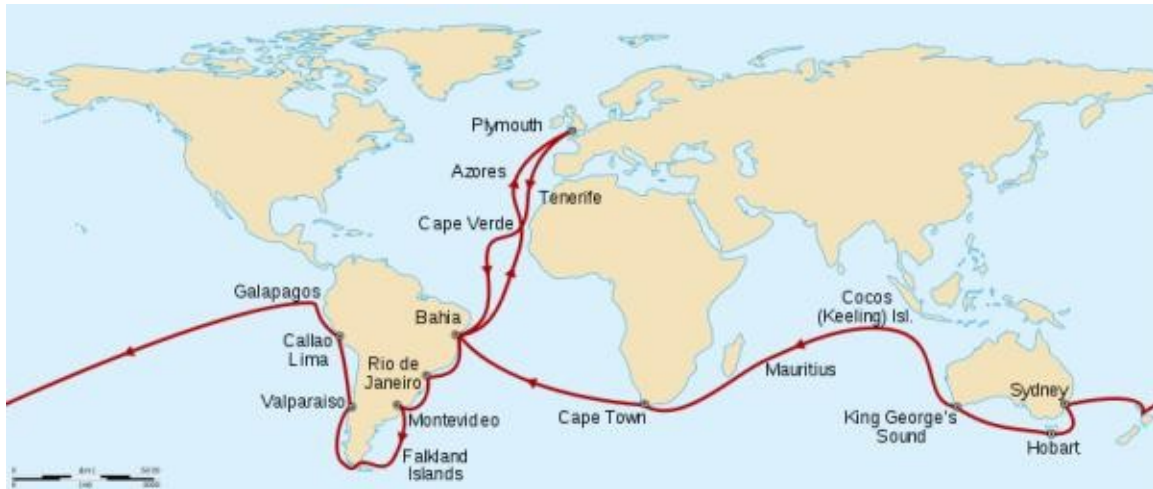 Plymouth
Azores
Tenerife
Cape Verde
Galapagos
Cocos
(Keeling) Isl.
Bahia
Callao
Lima
Rio de
Janeiro
Mauritius
Sydney
Valparaiso
Montevideo
Cape Town
King George's
Sound
Hobart
Falkland
Islands